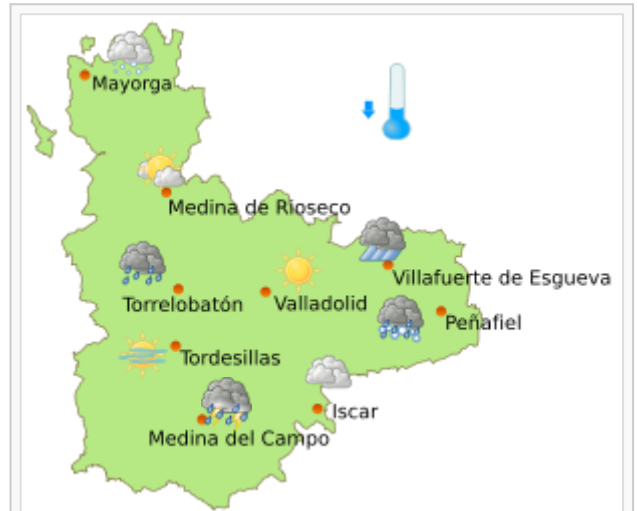 Mayorga
Medina de Rioseco
Villafuerte de Esgueva
Torrelobatón
Valladolid
Peñafiel
Tordesillas
Iscar
Medina del Campo